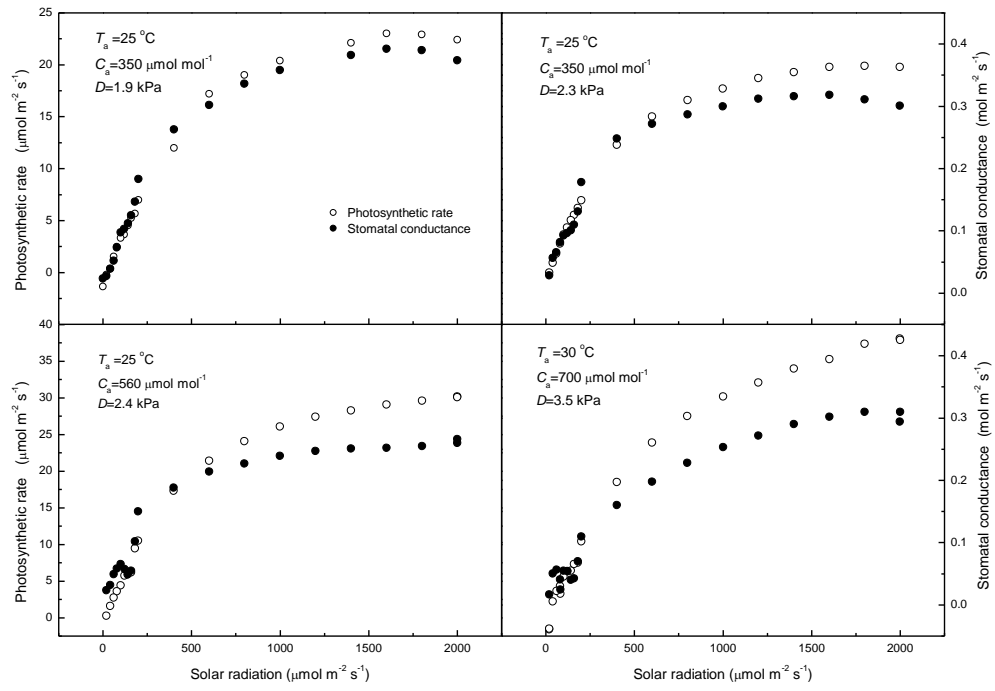 25
20
15
10
5
0
Photosynthetic rate (μmol m⁻² s⁻¹)
Tₐ =25 °C
Cₐ=350 μmol mol⁻¹
D=1.9 kPa
Photosynthetic rate
Stomatal conductance
Tₐ =25 °C
Cₐ=350 μmol mol⁻¹
D=2.3 kPa
0.4
0.3
0.2
0.1
0.0
Stomatal conductance (mol m⁻² s⁻¹)
40
35
30
25
20
15
10
5
0
Photosynthetic rate (μmol m⁻² s⁻¹)
Tₐ =25 °C
Cₐ=560 μmol mol⁻¹
D=2.4 kPa
0 500 1000 1500 2000
Solar radiation (μmol m⁻² s⁻¹)
Tₐ =30 °C
Cₐ=700 μmol mol⁻¹
D=3.5 kPa
0.4
0.3
0.2
0.1
0.0
Stomatal conductance (mol m⁻² s⁻¹)
0 500 1000 1500 2000
Solar radiation (μmol m⁻² s⁻¹)